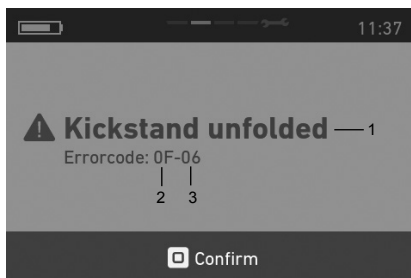 11:37
Kickstand unfolded 1
Errorcode: 0F-06
2 3
Confirm